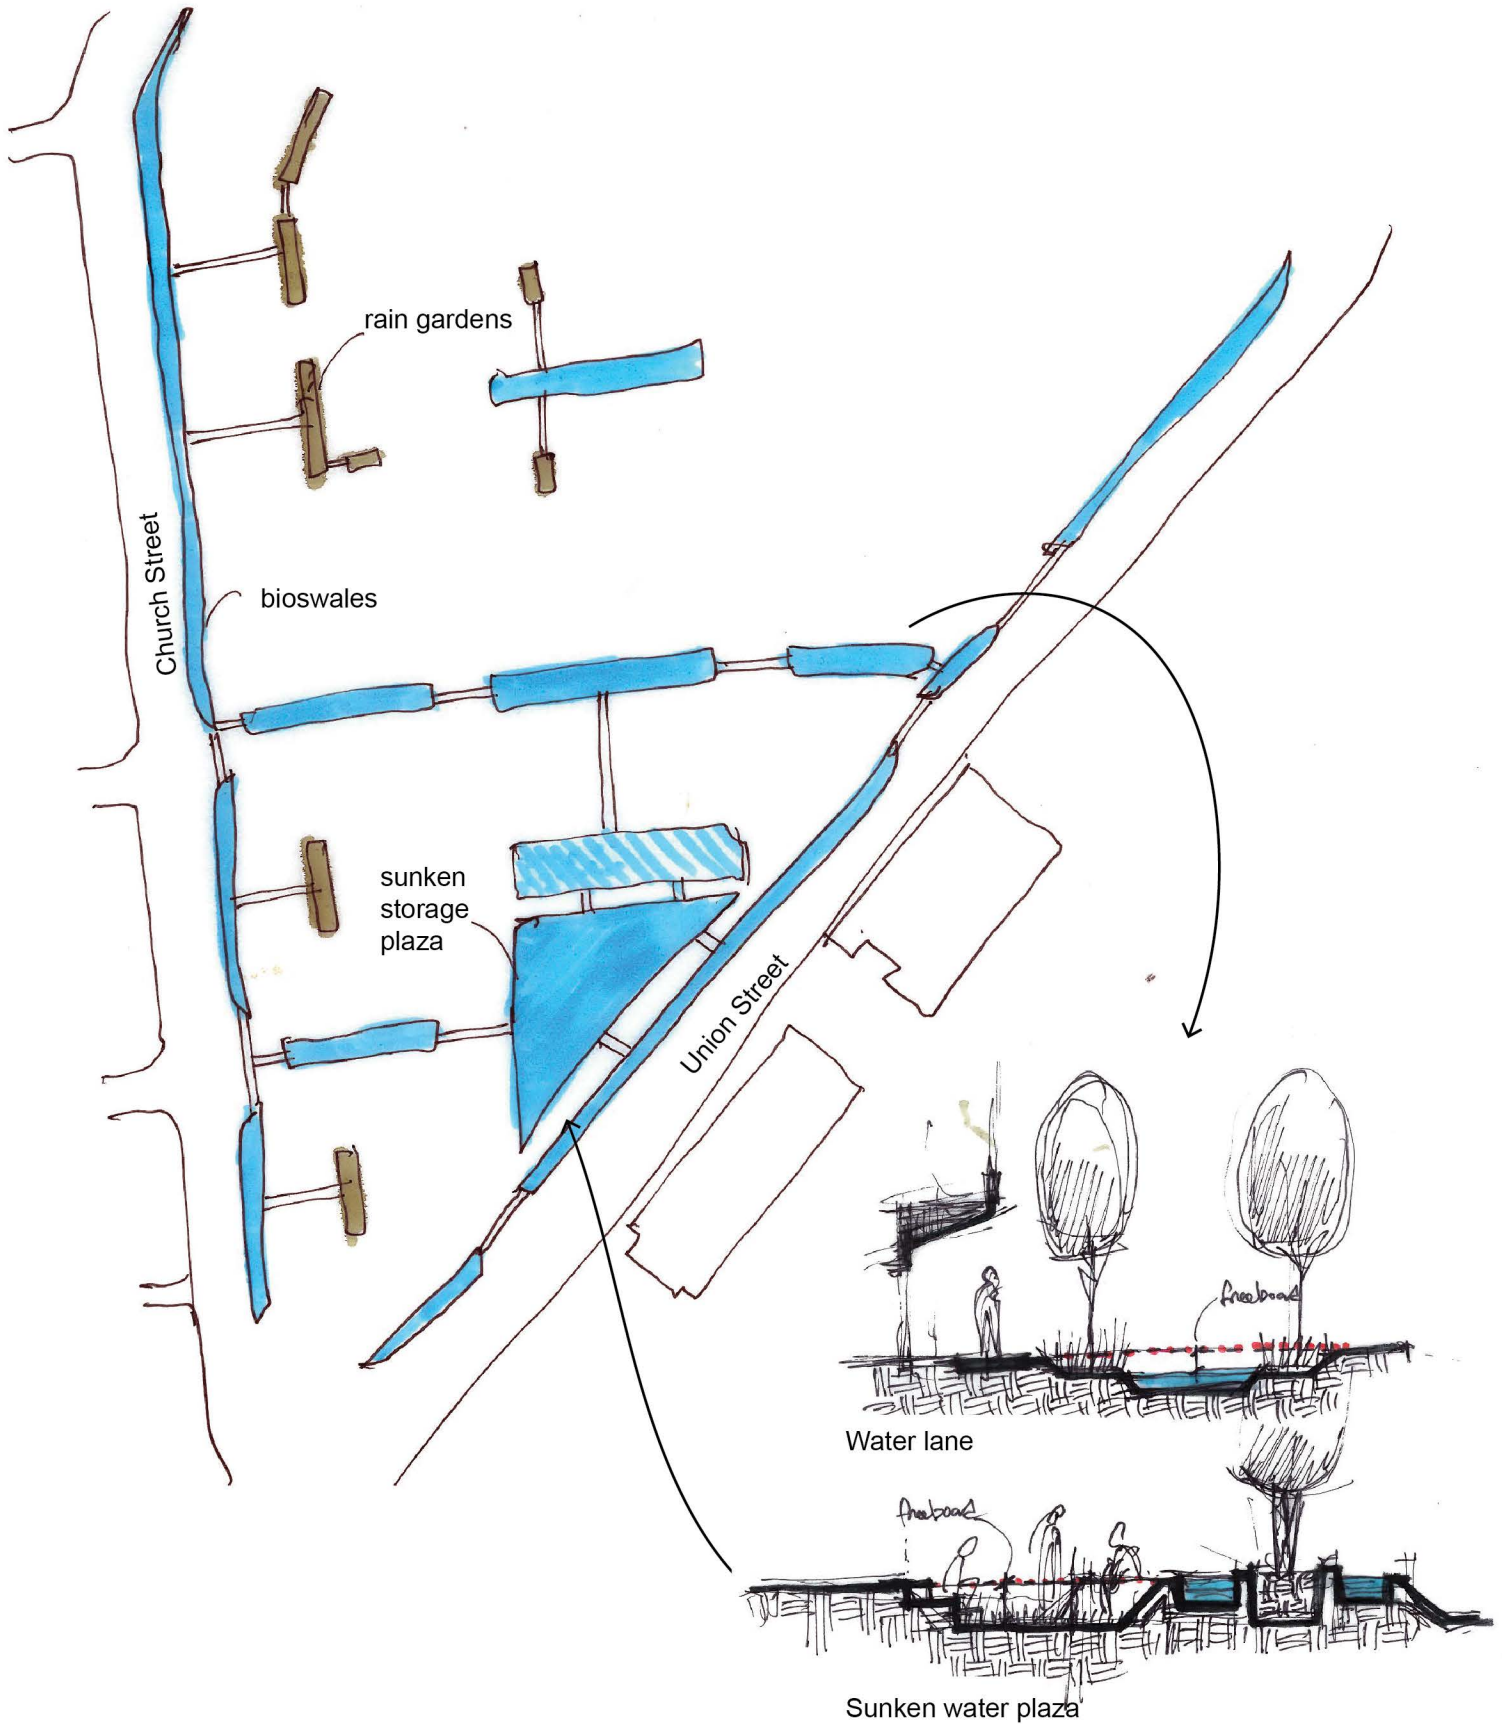 rain gardens
Church Street
bioswales
sunken
storage
plaza
Union Street
freeboard
Water lane
freeboard
Sunken water plaza